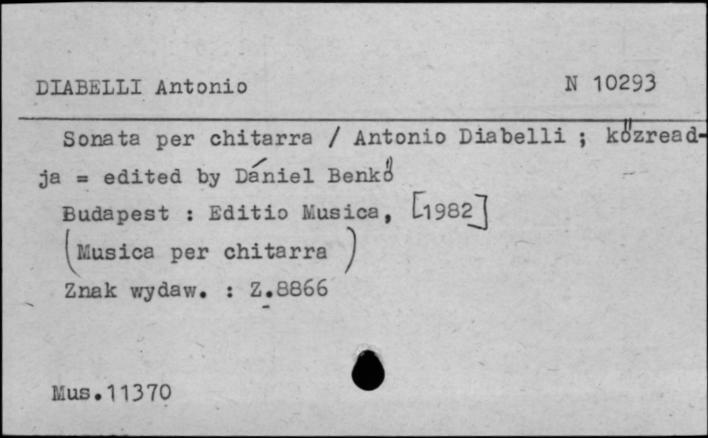 DIABELLI Antonio N 10293
Sonata per chitarra / Antonio Diabelli ; kőzread-
ja = edited by Dániel Benkő
Budapest : Editio Musica, [1982]
(Musica per chitarra)
Znak wydaw. : Z.8866
Mus.11370